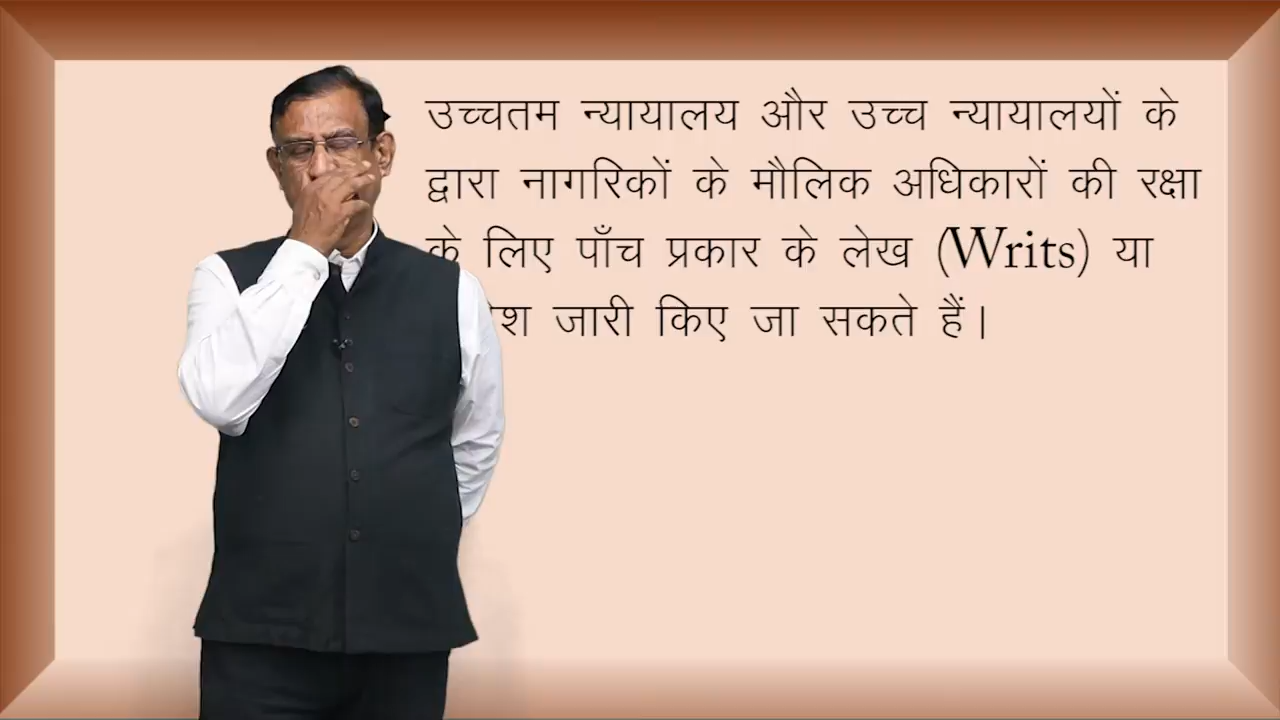 उच्चतम न्यायालय और उच्च न्यायालयों के
द्वारा नागरिकों के मौलिक अधिकारों की रक्षा
के लिए पाँच प्रकार के लेख (Writs) या
जारी किए जा सकते हैं।